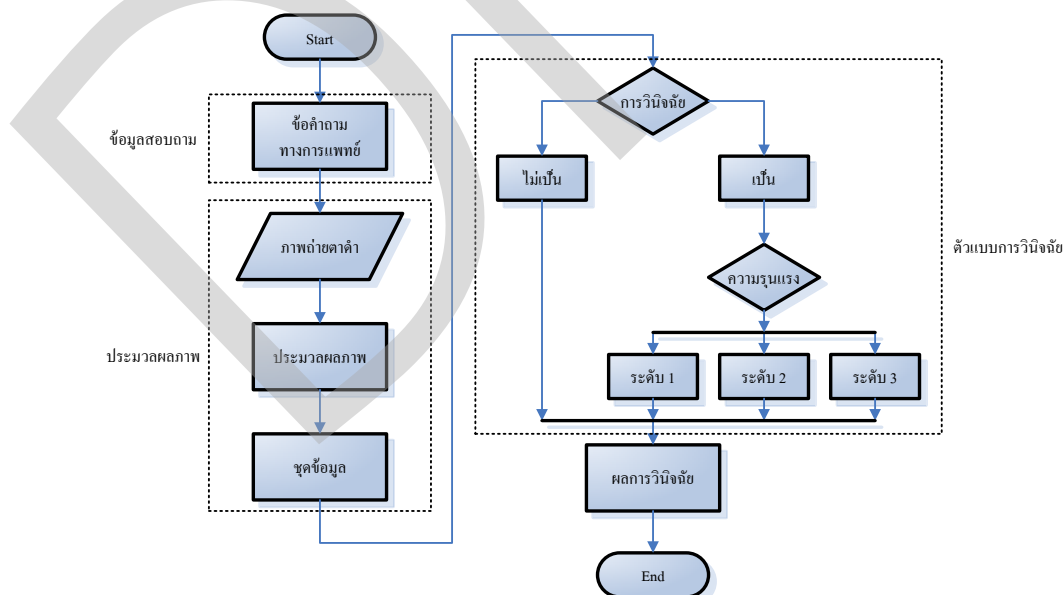 Start
ข้อมูลสอบถาม
ข้อคำถาม
ทางการแพทย์
ภาพถ่ายตาดำ
ประมวลผลภาพ
ประมวลผลภาพ
ชุดข้อมูล
การวินิจฉัย
ไม่เป็น
เป็น
ความรุนแรง
ตัวแบบการวินิจฉัย
ระดับ 1
ระดับ 2
ระดับ 3
ผลการวินิจฉัย
End